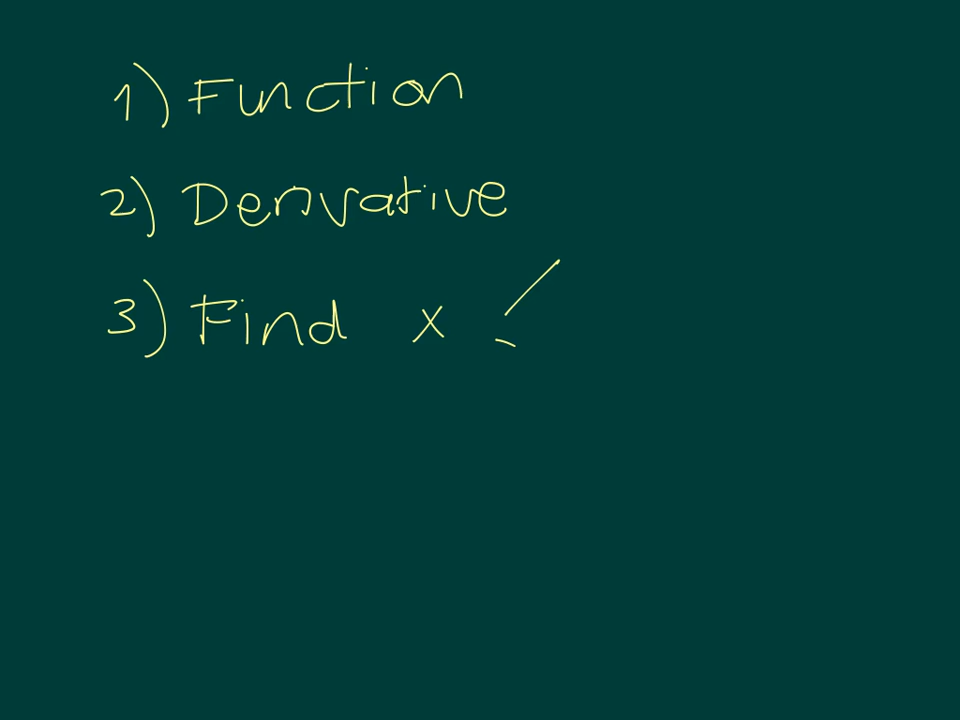 1) Function
2) Derivative
3) Find x !